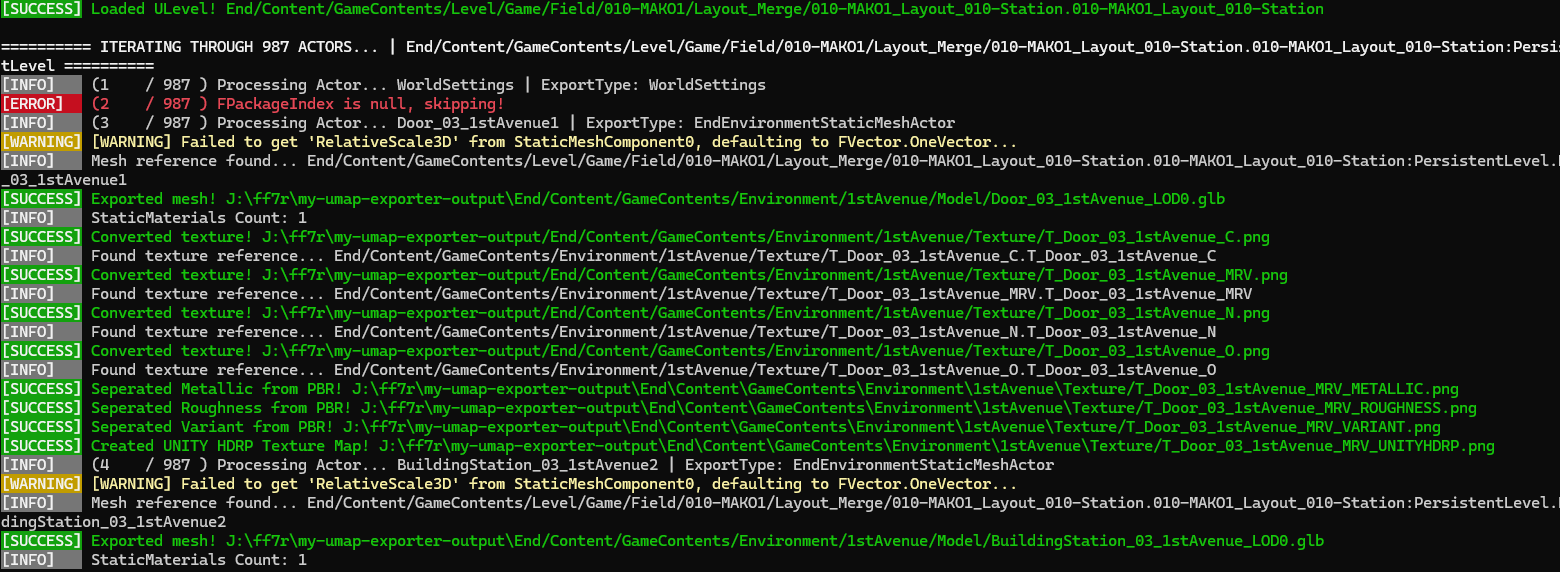 [SUCCESS] Loaded ULevel! End/Content/GameContents/Level/Game/Field/010-MAKO1/Layout_Merge/010-MAKO1_Layout_010-Station.010-MAKO1_Layout_010-Station
========== ITERATING THROUGH 987 ACTORS... | End/Content/GameContents/Level/Game/Field/010-MAKO1/Layout_Merge/010-MAKO1_Layout_010-Station.010-MAKO1_Layout_010-Station:Persis
tLevel ==========
[INFO] (1 / 987 ) Processing Actor... WorldSettings | ExportType: WorldSettings
[ERROR] (2 / 987 ) FPackageIndex is null, skipping!
[INFO] (3 / 987 ) Processing Actor... Door_03_1stAvenue1 | ExportType: EndEnvironmentStaticMeshActor
[WARNING] [WARNING] Failed to get 'RelativeScale3D' from StaticMeshComponent0, defaulting to FVector.OneVector...
[INFO] Mesh reference found... End/Content/GameContents/Level/Game/Field/010-MAKO1/Layout_Merge/010-MAKO1_Layout_010-Station.010-MAKO1_Layout_010-Station:PersistentLevel.
_03_1stAvenue1
[SUCCESS] Exported mesh! J:\ff7r\my-umap-exporter-output\End/Content/GameContents/Environment/1stAvenue/Model/Door_03_1stAvenue_LOD0.glb
[INFO] StaticMaterials Count: 1
[SUCCESS] Converted texture! J:\ff7r\my-umap-exporter-output/End/Content/GameContents/Environment/1stAvenue/Texture/T_Door_03_1stAvenue_C.png
[INFO] Found texture reference... End/Content/GameContents/Environment/1stAvenue/Texture/T_Door_03_1stAvenue_C.T_Door_03_1stAvenue_C
[SUCCESS] Converted texture! J:\ff7r\my-umap-exporter-output/End/Content/GameContents/Environment/1stAvenue/Texture/T_Door_03_1stAvenue_MRV.png
[INFO] Found texture reference... End/Content/GameContents/Environment/1stAvenue/Texture/T_Door_03_1stAvenue_MRV.T_Door_03_1stAvenue_MRV
[SUCCESS] Converted texture! J:\ff7r\my-umap-exporter-output/End/Content/GameContents/Environment/1stAvenue/Texture/T_Door_03_1stAvenue_N.png
[INFO] Found texture reference... End/Content/GameContents/Environment/1stAvenue/Texture/T_Door_03_1stAvenue_N.T_Door_03_1stAvenue_N
[SUCCESS] Converted texture! J:\ff7r\my-umap-exporter-output/End/Content/GameContents/Environment/1stAvenue/Texture/T_Door_03_1stAvenue_O.png
[INFO] Found texture reference... End/Content/GameContents/Environment/1stAvenue/Texture/T_Door_03_1stAvenue_O.T_Door_03_1stAvenue_O
[SUCCESS] Seperated Metallic from PBR! J:\ff7r\my-umap-exporter-output\End\Content\GameContents\Environment\1stAvenue\Texture/T_Door_03_1stAvenue_MRV_METALLIC.png
[SUCCESS] Seperated Roughness from PBR! J:\ff7r\my-umap-exporter-output\End\Content\GameContents\Environment\1stAvenue\Texture/T_Door_03_1stAvenue_MRV_ROUGHNESS.png
[SUCCESS] Seperated Variant from PBR! J:\ff7r\my-umap-exporter-output\End\Content\GameContents\Environment\1stAvenue\Texture/T_Door_03_1stAvenue_MRV_VARIANT.png
[SUCCESS] Created UNITY HDRP Texture Map! J:\ff7r\my-umap-exporter-output\End\Content\GameContents\Environment\1stAvenue\Texture/T_Door_03_1stAvenue_MRV_UNITYHDRP.png
[INFO] (4 / 987 ) Processing Actor... BuildingStation_03_1stAvenue2 | ExportType: EndEnvironmentStaticMeshActor
[WARNING] [WARNING] Failed to get 'RelativeScale3D' from StaticMeshComponent0, defaulting to FVector.OneVector...
[INFO] Mesh reference found... End/Content/GameContents/Level/Game/Field/010-MAKO1/Layout_Merge/010-MAKO1_Layout_010-Station.010-MAKO1_Layout_010-Station:PersistentLevel.
dingStation_03_1stAvenue2
[SUCCESS] Exported mesh! J:\ff7r\my-umap-exporter-output\End/Content/GameContents/Environment/1stAvenue/Model/BuildingStation_03_1stAvenue_LOD0.glb
[INFO] StaticMaterials Count: 1